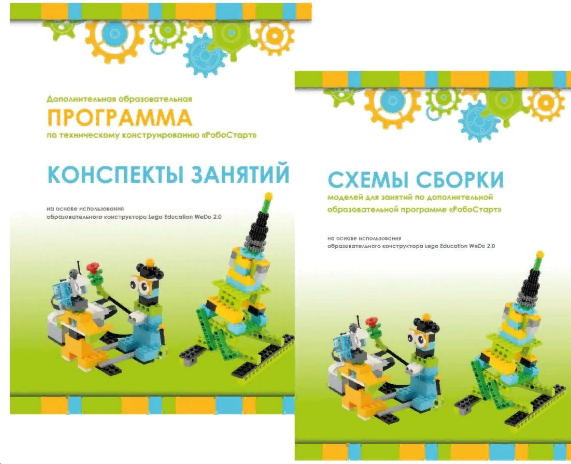 Дополнительная образовательная
ПРОГРАММА
по техническому конструированию «РобоСтарт»
КОНСПЕКТЫ ЗАНЯТИЙ
на основе использования
образовательного конструктора Lego Education WeDo 2.0
СХЕМЫ СБОРКИ
моделей для занятий по дополнительной
образовательной программе «РобоСтарт»
на основе использования
образовательного конструктора Lego Education WeDo 2.0